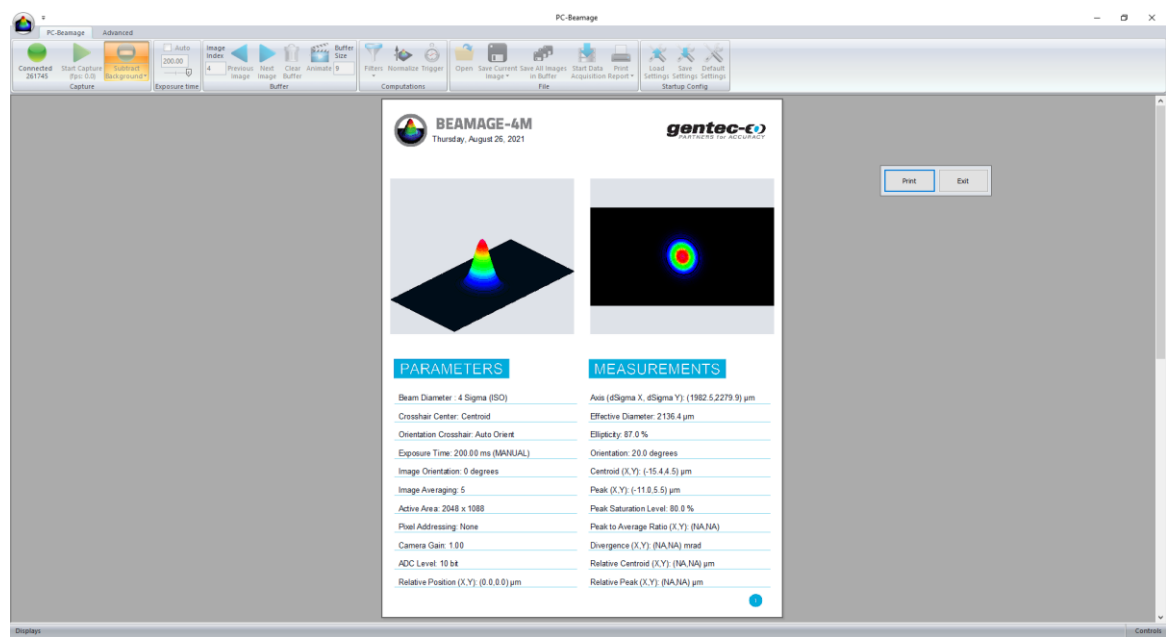 PC-Beamage
PC-Beamage Advanced
Connected
261745
Start Capture
(fps: 0.0)
Subtract
Background
Capture
Auto
200.00
Exposure time
Image
Index
4
Previous
Image
Next
Image
Clear
Buffer
Animate
Buffer
Size
9
Buffer
Filters
Normalize
Trigger
Computations
Open
Save Current
Image
Save All Images
in Buffer
Start Data
Acquisition
Print
Report
File
Load
Settings
Save
Settings
Default
Settings
Startup Config
BEAMAGE-4M
Thursday, August 26, 2021
gentec-eo
PARTNERS for ACCURACY
Print
Exit
PARAMETERS
Beam Diameter : 4 Sigma (ISO)
Crosshair Center: Centroid
Orientation Crosshair: Auto Orient
Exposure Time: 200.00 ms (MANUAL)
Image Orientation: 0 degrees
Image Averaging: 5
Active Area: 2048 x 1088
Pixel Addressing: None
Camera Gain: 1.00
ADC Level: 10 bit
Relative Position (X,Y): (0.0,0.0) µm
MEASUREMENTS
Axis (dSigma X, dSigma Y): (1982.5,2279.9) µm
Effective Diameter: 2136.4 µm
Ellipticity: 87.0 %
Orientation: 20.0 degrees
Centroid (X,Y): (-15.4,4.5) µm
Peak (X,Y): (-11.0,5.5) µm
Peak Saturation Level: 80.0 %
Peak to Average Ratio (X,Y): (NA,NA)
Divergence (X,Y): (NA,NA) mrad
Relative Centroid (X,Y): (NA,NA) µm
Relative Peak (X,Y): (NA,NA) µm
Displays
Controls